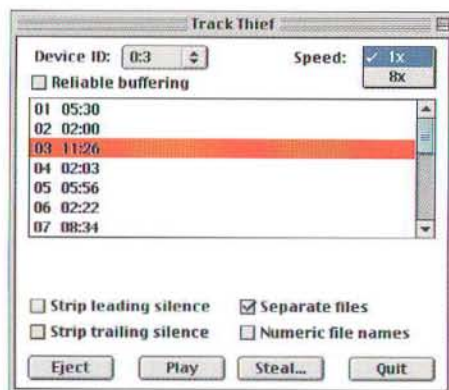 Track Thief
Device ID: 0:3 Speed: ✓ 1x
8x
Reliable buffering
01 05:30
02 02:00
03 11:26
04 02:03
05 05:56
06 02:22
07 08:34
Strip leading silence Separate files
Strip trailing silence Numeric file names
Eject Play Steal... Quit